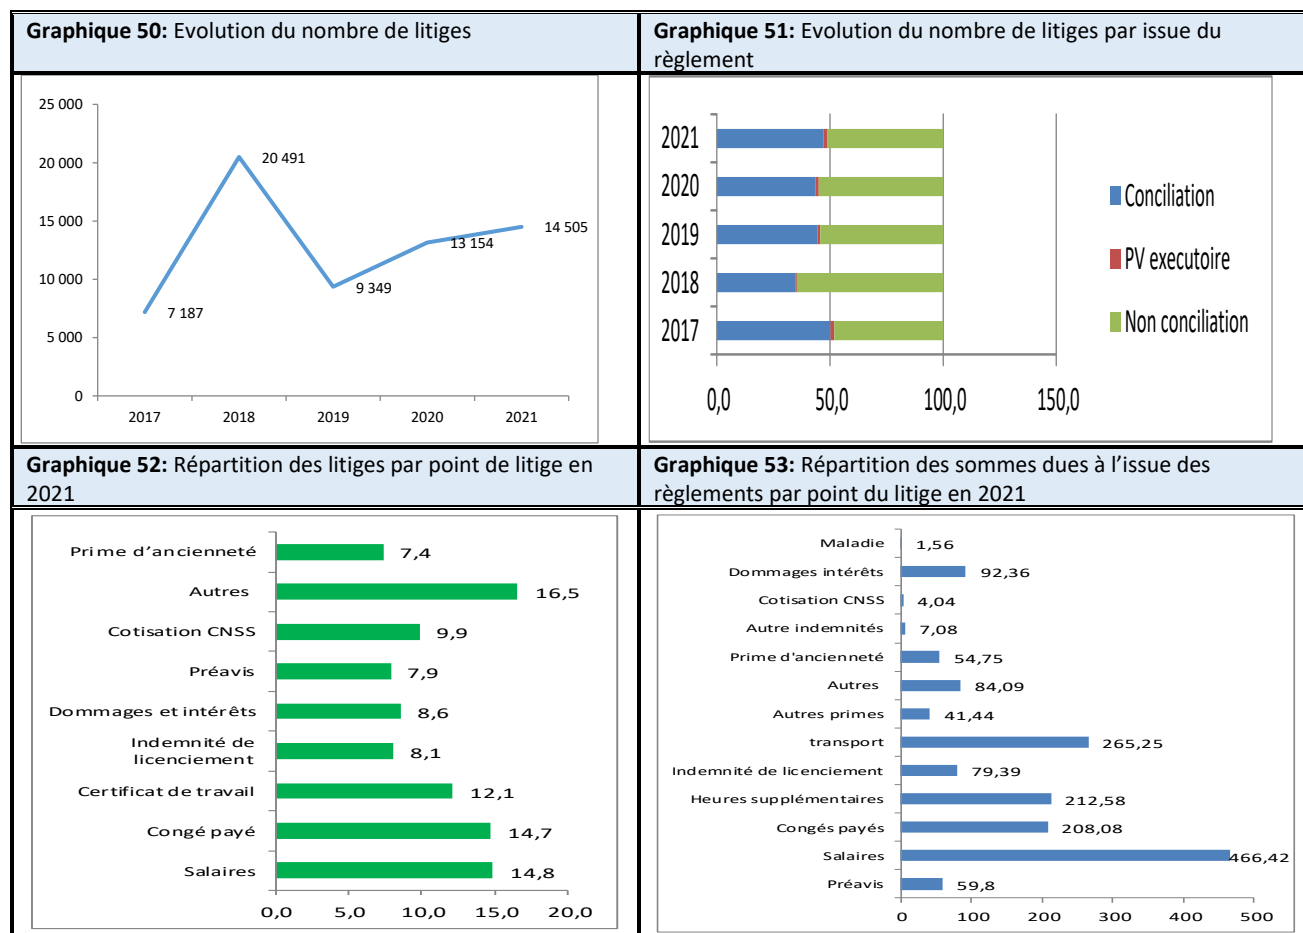 Graphique 50: Evolution du nombre de litiges
Graphique 51: Evolution du nombre de litiges par issue du
règlement
25 000
20 000
15 000
10 000
5 000
0
20 491
14 505
13 154
9 349
7 187
2017
2018
2019
2020
2021
2021
2020
2019
2018
2017
0,0
50,0
100,0
150,0
Conciliation
PV executoire
Non conciliation
Graphique 52: Répartition des litiges par point de litige en
2021
Graphique 53: Répartition des sommes dues à l’issue des
règlements par point du litige en 2021
Prime d’ancienneté 7,4
Autres 16,5
Cotisation CNSS 9,9
Préavis 7,9
Dommages et intérêts 8,6
Indemnité de
licenciement 8,1
Certificat de travail 12,1
Congé payé 14,7
Salaires 14,8
0,0 5,0 10,0 15,0 20,0
Maladie 1,56
Dommages intérêts 92,36
Cotisation CNSS 4,04
Autre indemnités 7,08
Prime d'ancienneté 54,75
Autres 84,09
Autres primes 41,44
transport 265,25
Indemnité de licenciement 79,39
Heures supplémentaires 212,58
Congés payés 208,08
Salaires 466,42
Préavis 59,8
0 100 200 300 400 500